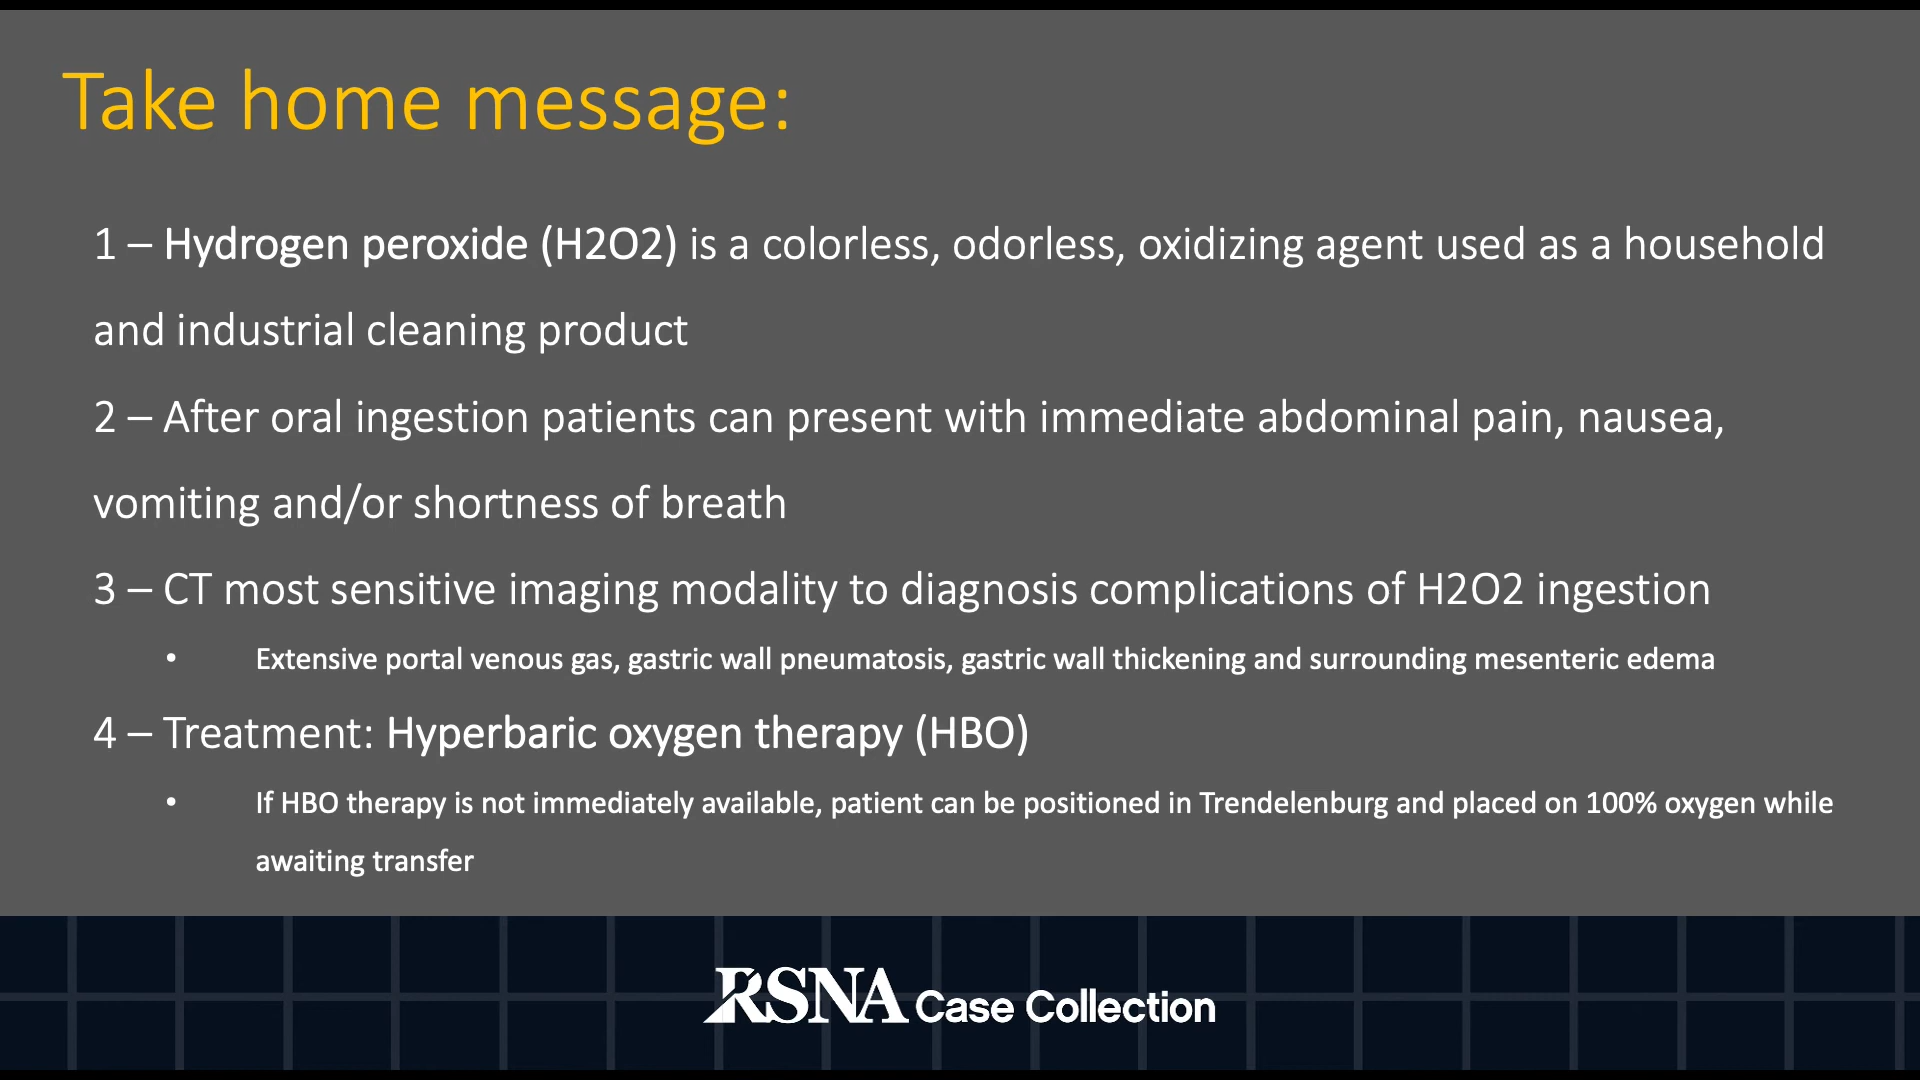 Take home message:
1 – Hydrogen peroxide (H2O2) is a colorless, odorless, oxidizing agent used as a household
and industrial cleaning product
2 – After oral ingestion patients can present with immediate abdominal pain, nausea,
vomiting and/or shortness of breath
3 – CT most sensitive imaging modality to diagnosis complications of H2O2 ingestion
• Extensive portal venous gas, gastric wall pneumatosis, gastric wall thickening and surrounding mesenteric edema
4 – Treatment: Hyperbaric oxygen therapy (HBO)
• If HBO therapy is not immediately available, patient can be positioned in Trendelenburg and placed on 100% oxygen while
awaiting transfer
RSNA Case Collection